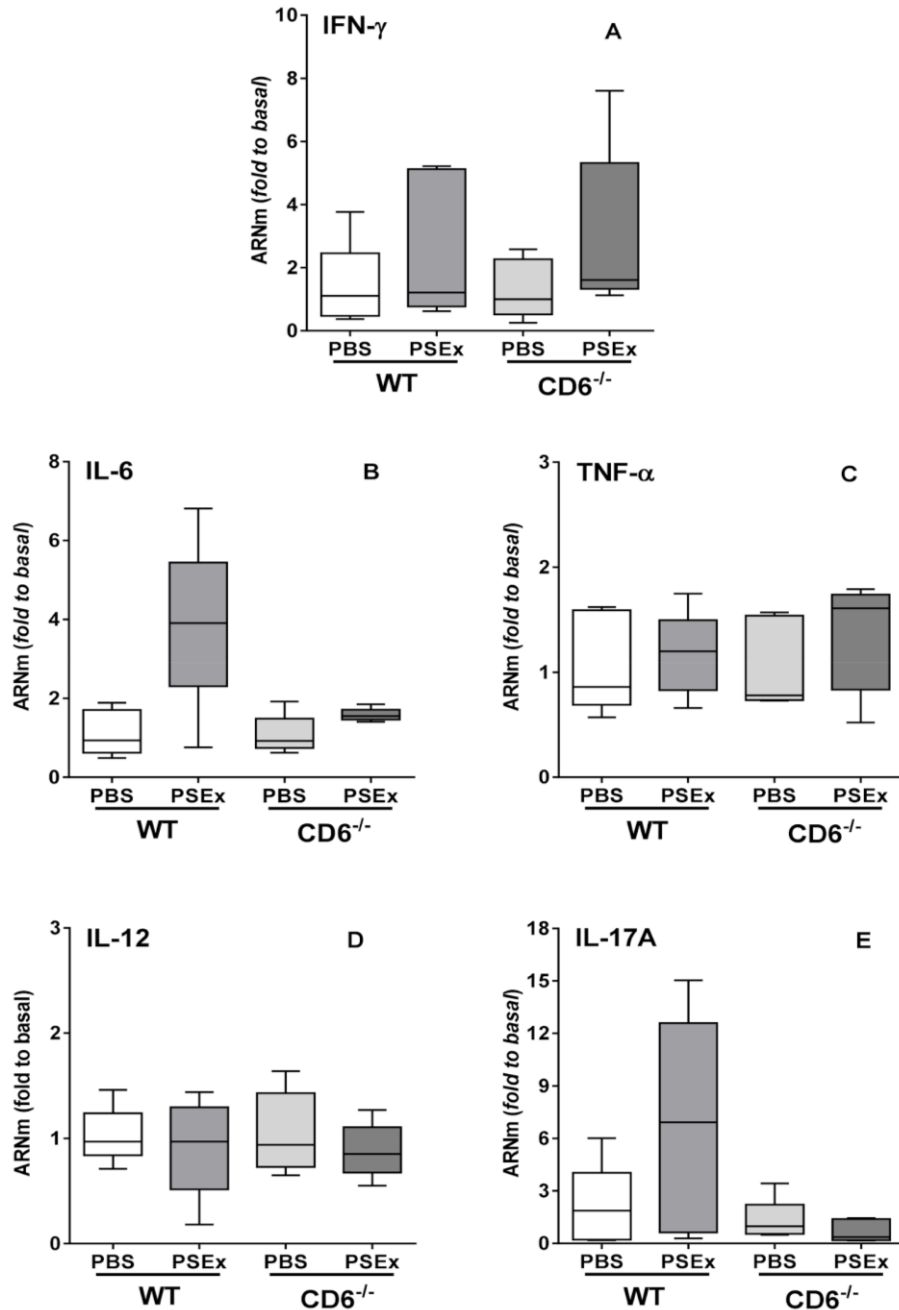 IFN-γ
A
ARNm (fold to basal)
10
8
6
4
2
0
PBS PSEx PBS PSEx
WT CD6-/-
IL-6
B
ARNm (fold to basal)
8
6
4
2
0
PBS PSEx PBS PSEx
WT CD6-/-
TNF-α
C
ARNm (fold to basal)
3
2
1
0
PBS PSEx PBS PSEx
WT CD6-/-
IL-12
D
ARNm (fold to basal)
3
2
1
0
PBS PSEx PBS PSEx
WT CD6-/-
IL-17A
E
ARNm (fold to basal)
18
15
12
9
6
3
0
PBS PSEx PBS PSEx
WT CD6-/-